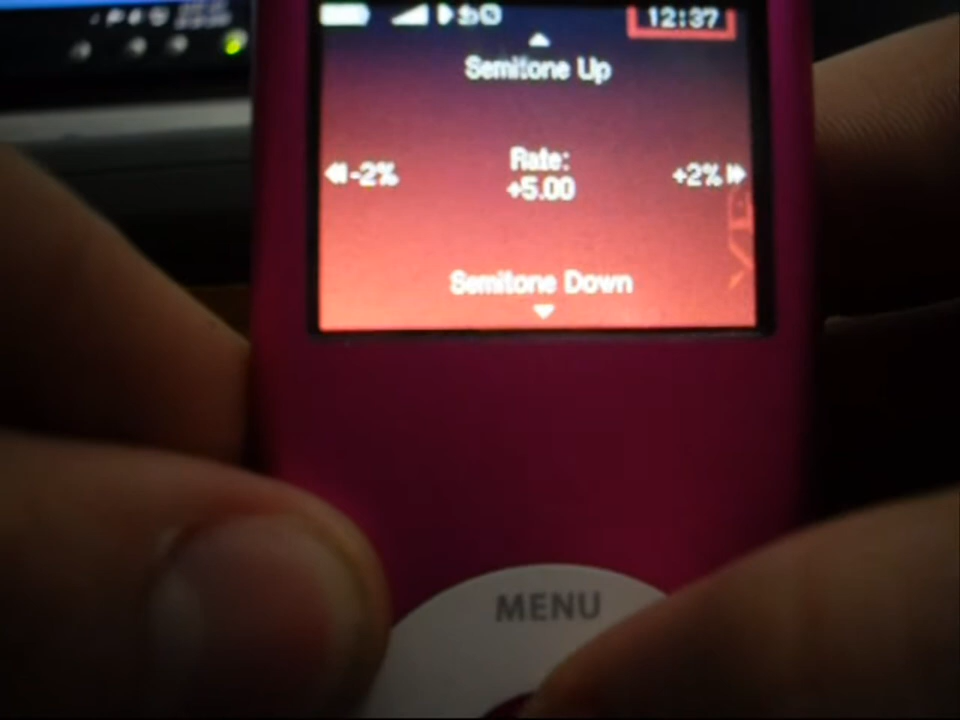 12:37
Semitone Up
-2%
Rate:
+5.00
+2%
Semitone Down
MENU